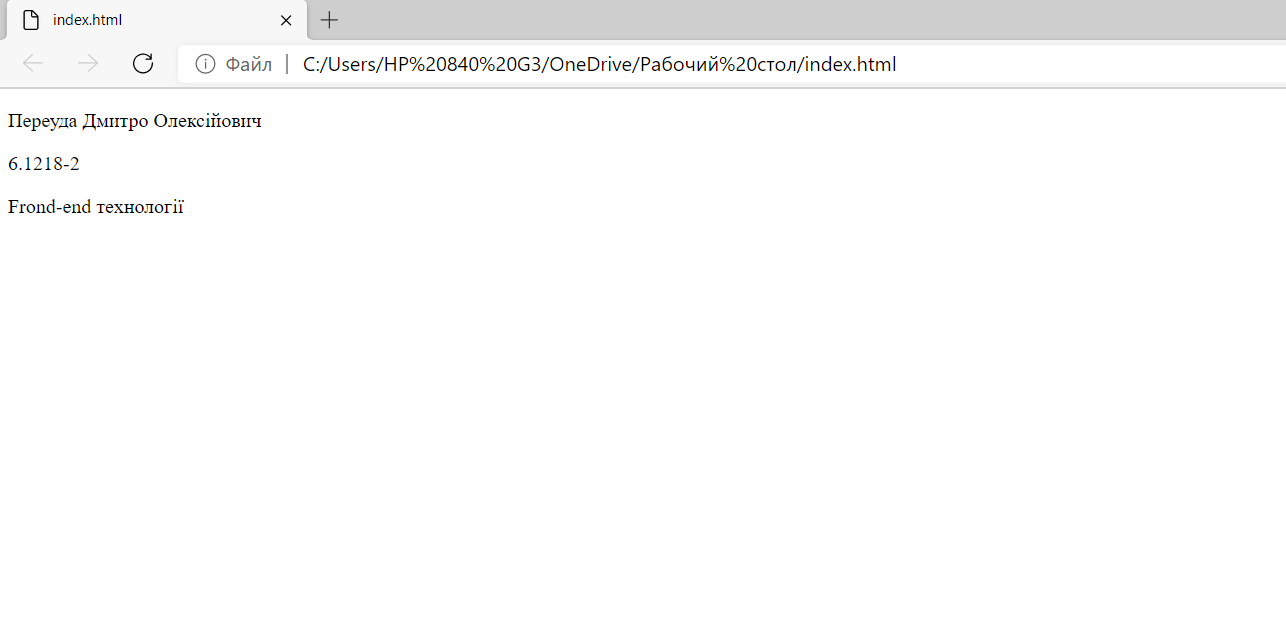 index.html
Файл | C:/Users/HP%20840%20G3/OneDrive/Рабочий%20стол/index.html
Переуда Дмитро Олексійович
6.1218-2
Frond-end технології